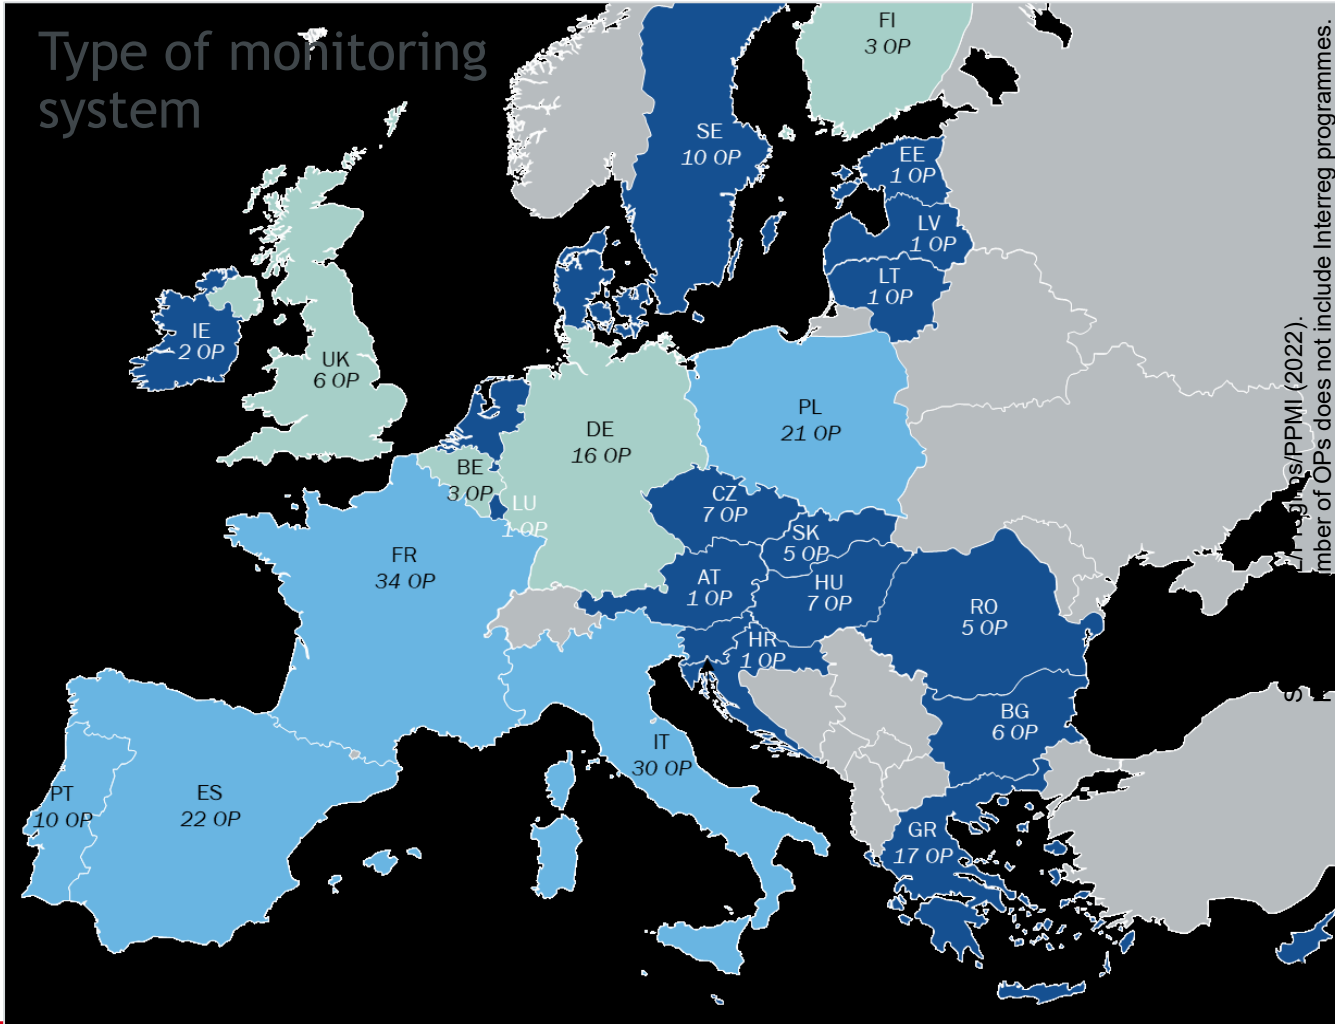 Type of monitoring
system
FI
3 OP
SE
10 OP
EE
1 OP
LV
1 OP
LT
1 OP
IE
2 OP
UK
6 OP
PL
21 OP
DE
16 OP
BE
3 OP
LU
1 OP
CZ
7 OP
SK
5 OP
FR
34 OP
AT
1 OP
HU
7 OP
RO
5 OP
HR
1 OP
BG
6 OP
IT
30 OP
PT
10 OP
ES
22 OP
GR
17 OP
/PPMI (2022).
mber of OPs does not include Interreg programmes.